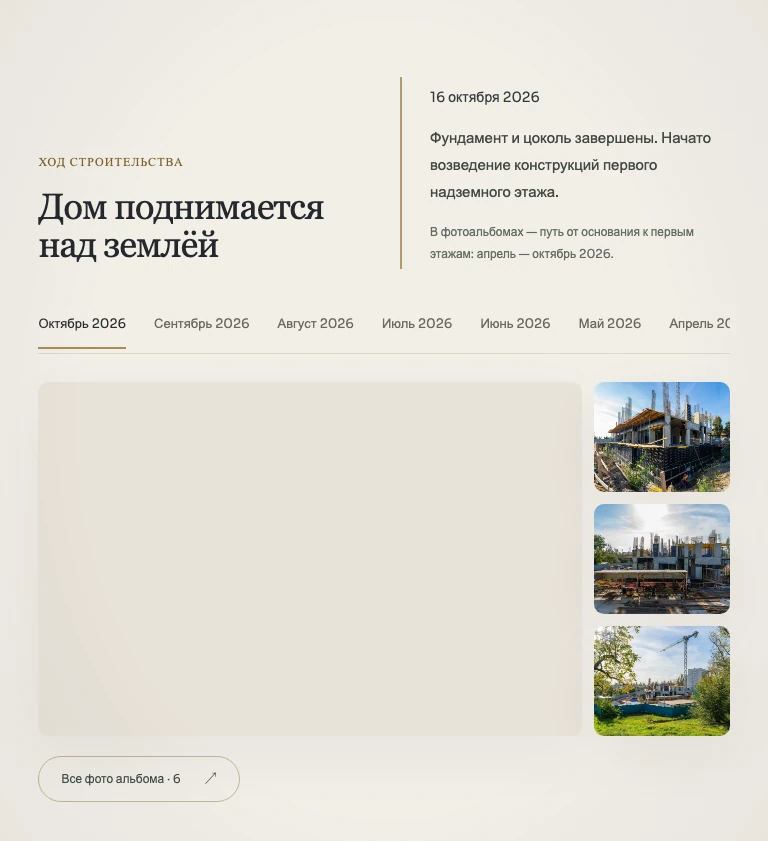 ХОД СТРОИТЕЛЬСТВА
Дом поднимается
над землёй
16 октября 2026
Фундамент и цоколь завершены. Начато
возведение конструкций первого
надземного этажа.
В фотоальбомах — путь от основания к первым
этажам: апрель — октябрь 2026.
Октябрь 2026 Сентябрь 2026 Август 2026 Июль 2026 Июнь 2026 Май 2026 Апрель 20
Все фото альбома · 6